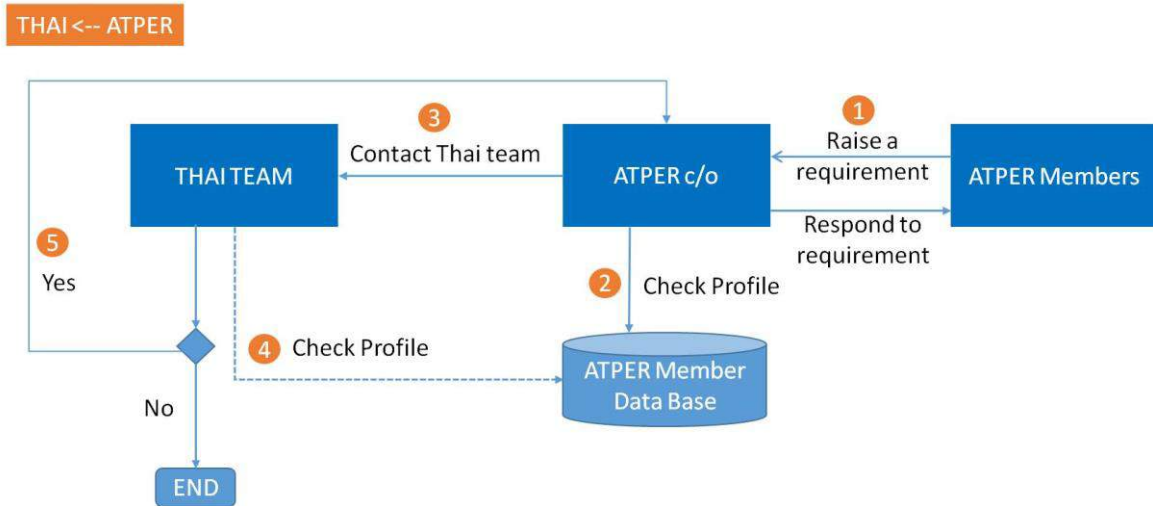 THAI <-- ATPER
1
3
Raise a
requirement
Contact Thai team
THAI TEAM
ATPER c/o
ATPER Members
Respond to
requirement
5
Yes
2
Check Profile
4
Check Profile
ATPER Member
Data Base
No
END